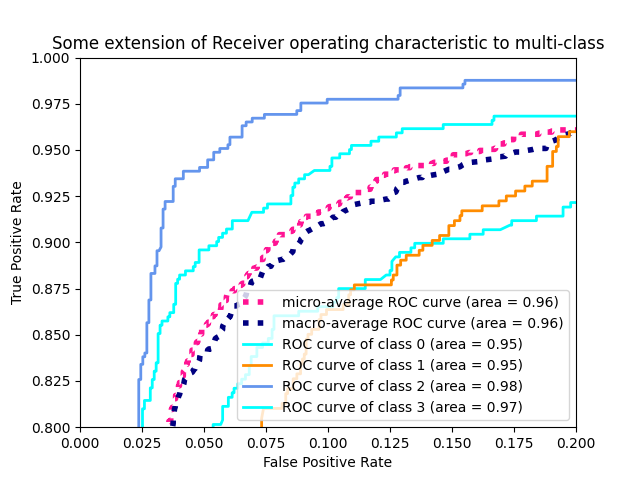 Some extension of Receiver operating characteristic to multi-class
True Positive Rate
1.000
0.975
0.950
0.925
0.900
0.875
0.850
0.825
0.800
micro-average ROC curve (area = 0.96)
macro-average ROC curve (area = 0.96)
ROC curve of class 0 (area = 0.95)
ROC curve of class 1 (area = 0.95)
ROC curve of class 2 (area = 0.98)
ROC curve of class 3 (area = 0.97)
0.000 0.025 0.050 0.075 0.100 0.125 0.150 0.175 0.200
False Positive Rate